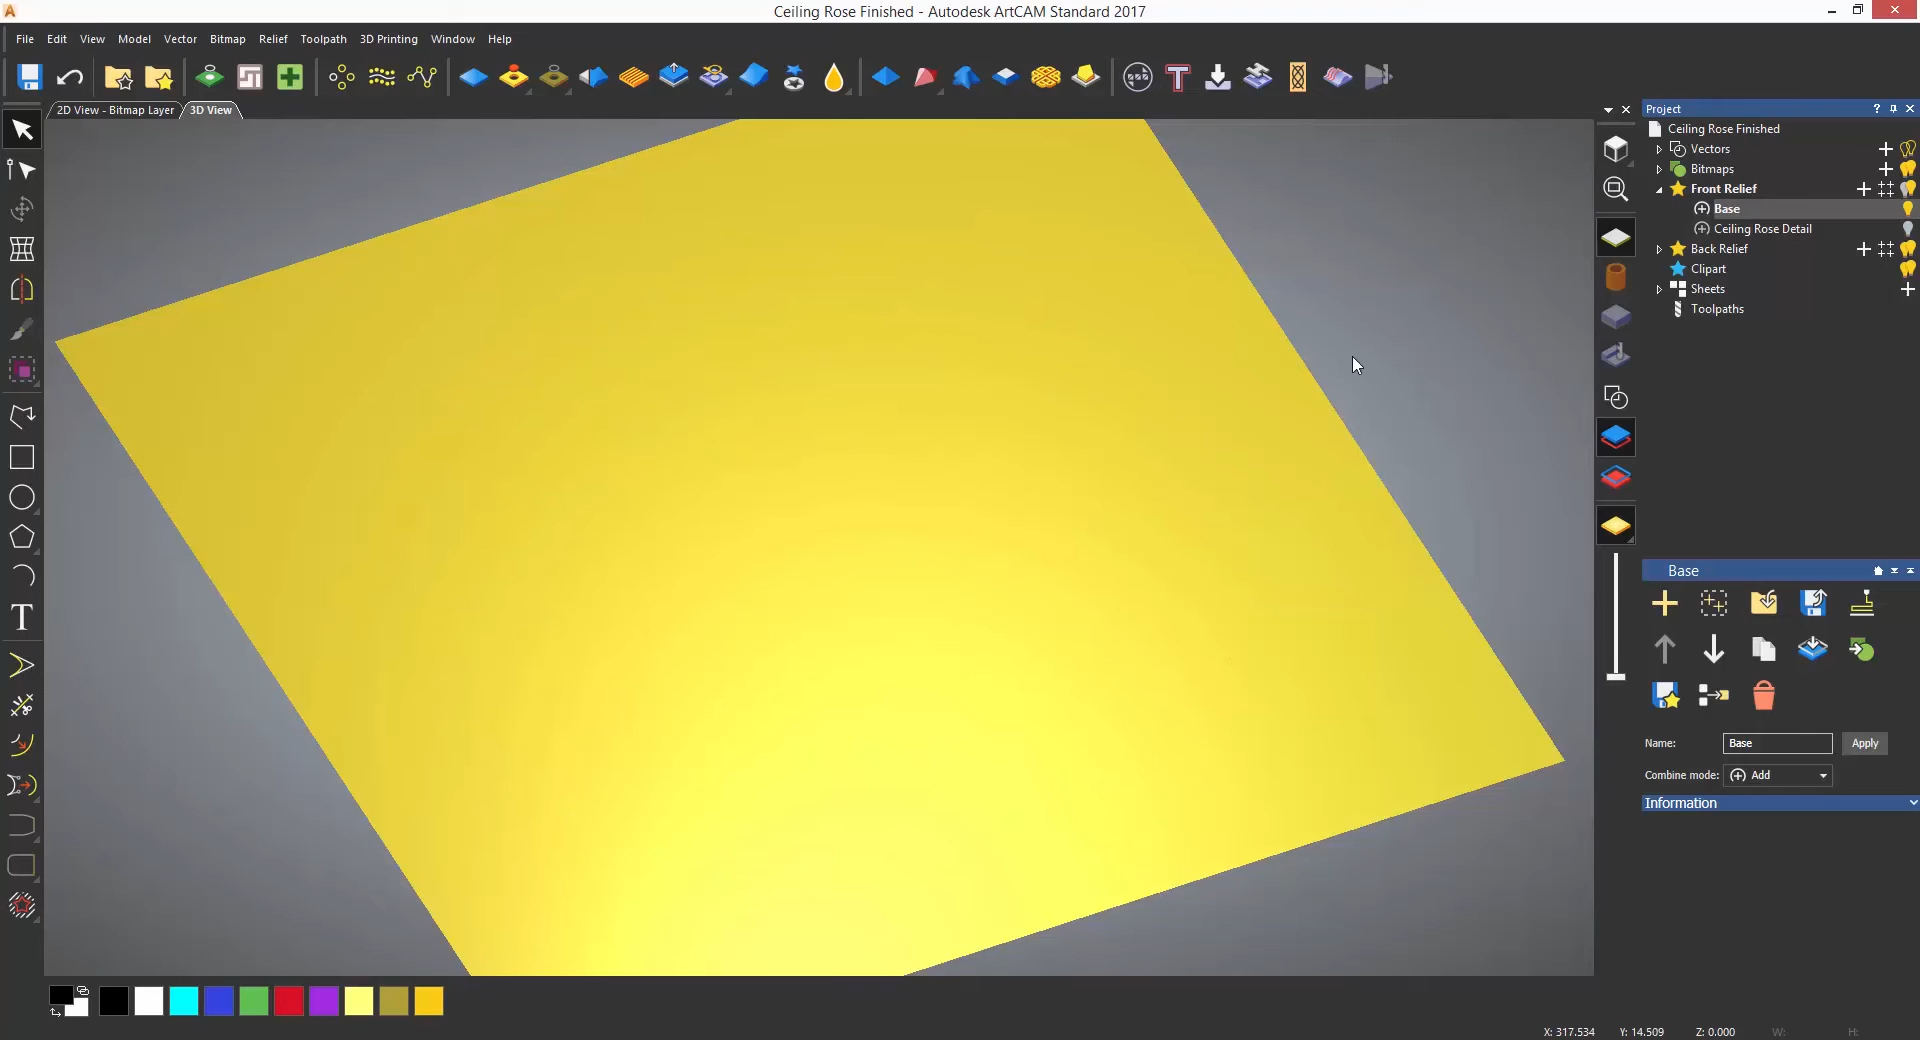 Ceiling Rose Finished - Autodesk ArtCAM Standard 2017
File Edit View Model Vector Bitmap Relief Toolpath 3D Printing Window Help
2D View - Bitmap Layer 3D View
Project
Ceiling Rose Finished
Vectors
Bitmaps
Front Relief
Base
Ceiling Rose Detail
Back Relief
Clipart
Sheets
Toolpaths
Base
Name: Base Apply
Combine mode: Add
Information
X: 317.534 Y: 14.509 Z: 0.000 W: H: